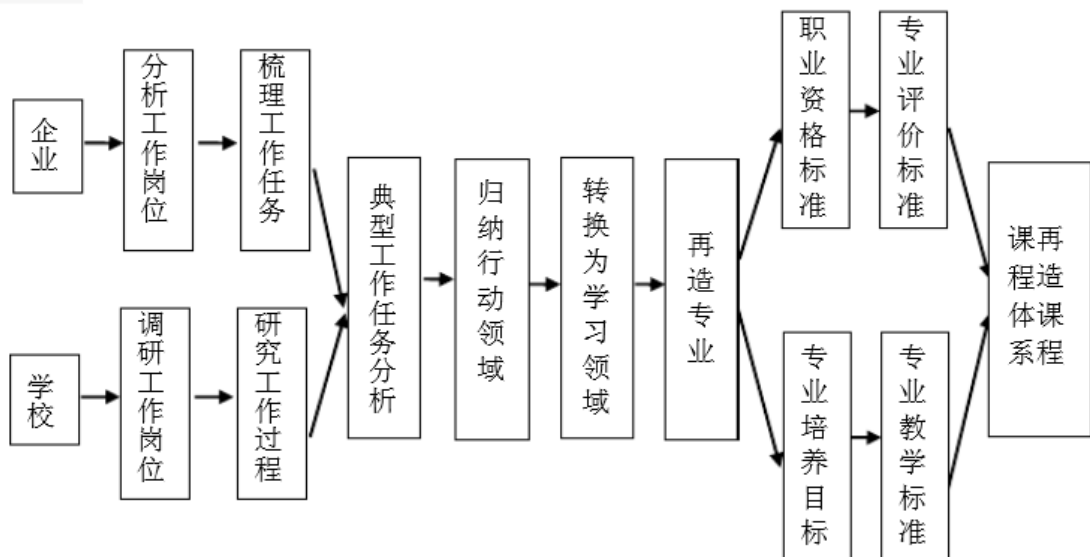 企业
分析工作岗位
梳理工作任务
学校
调研工作岗位
研究工作过程
典型工作任务分析
归纳行动领域
转换为学习领域
再造专业
职业资格标准
专业评价标准
专业培养目标
专业教学标准
再造课程
课程体系